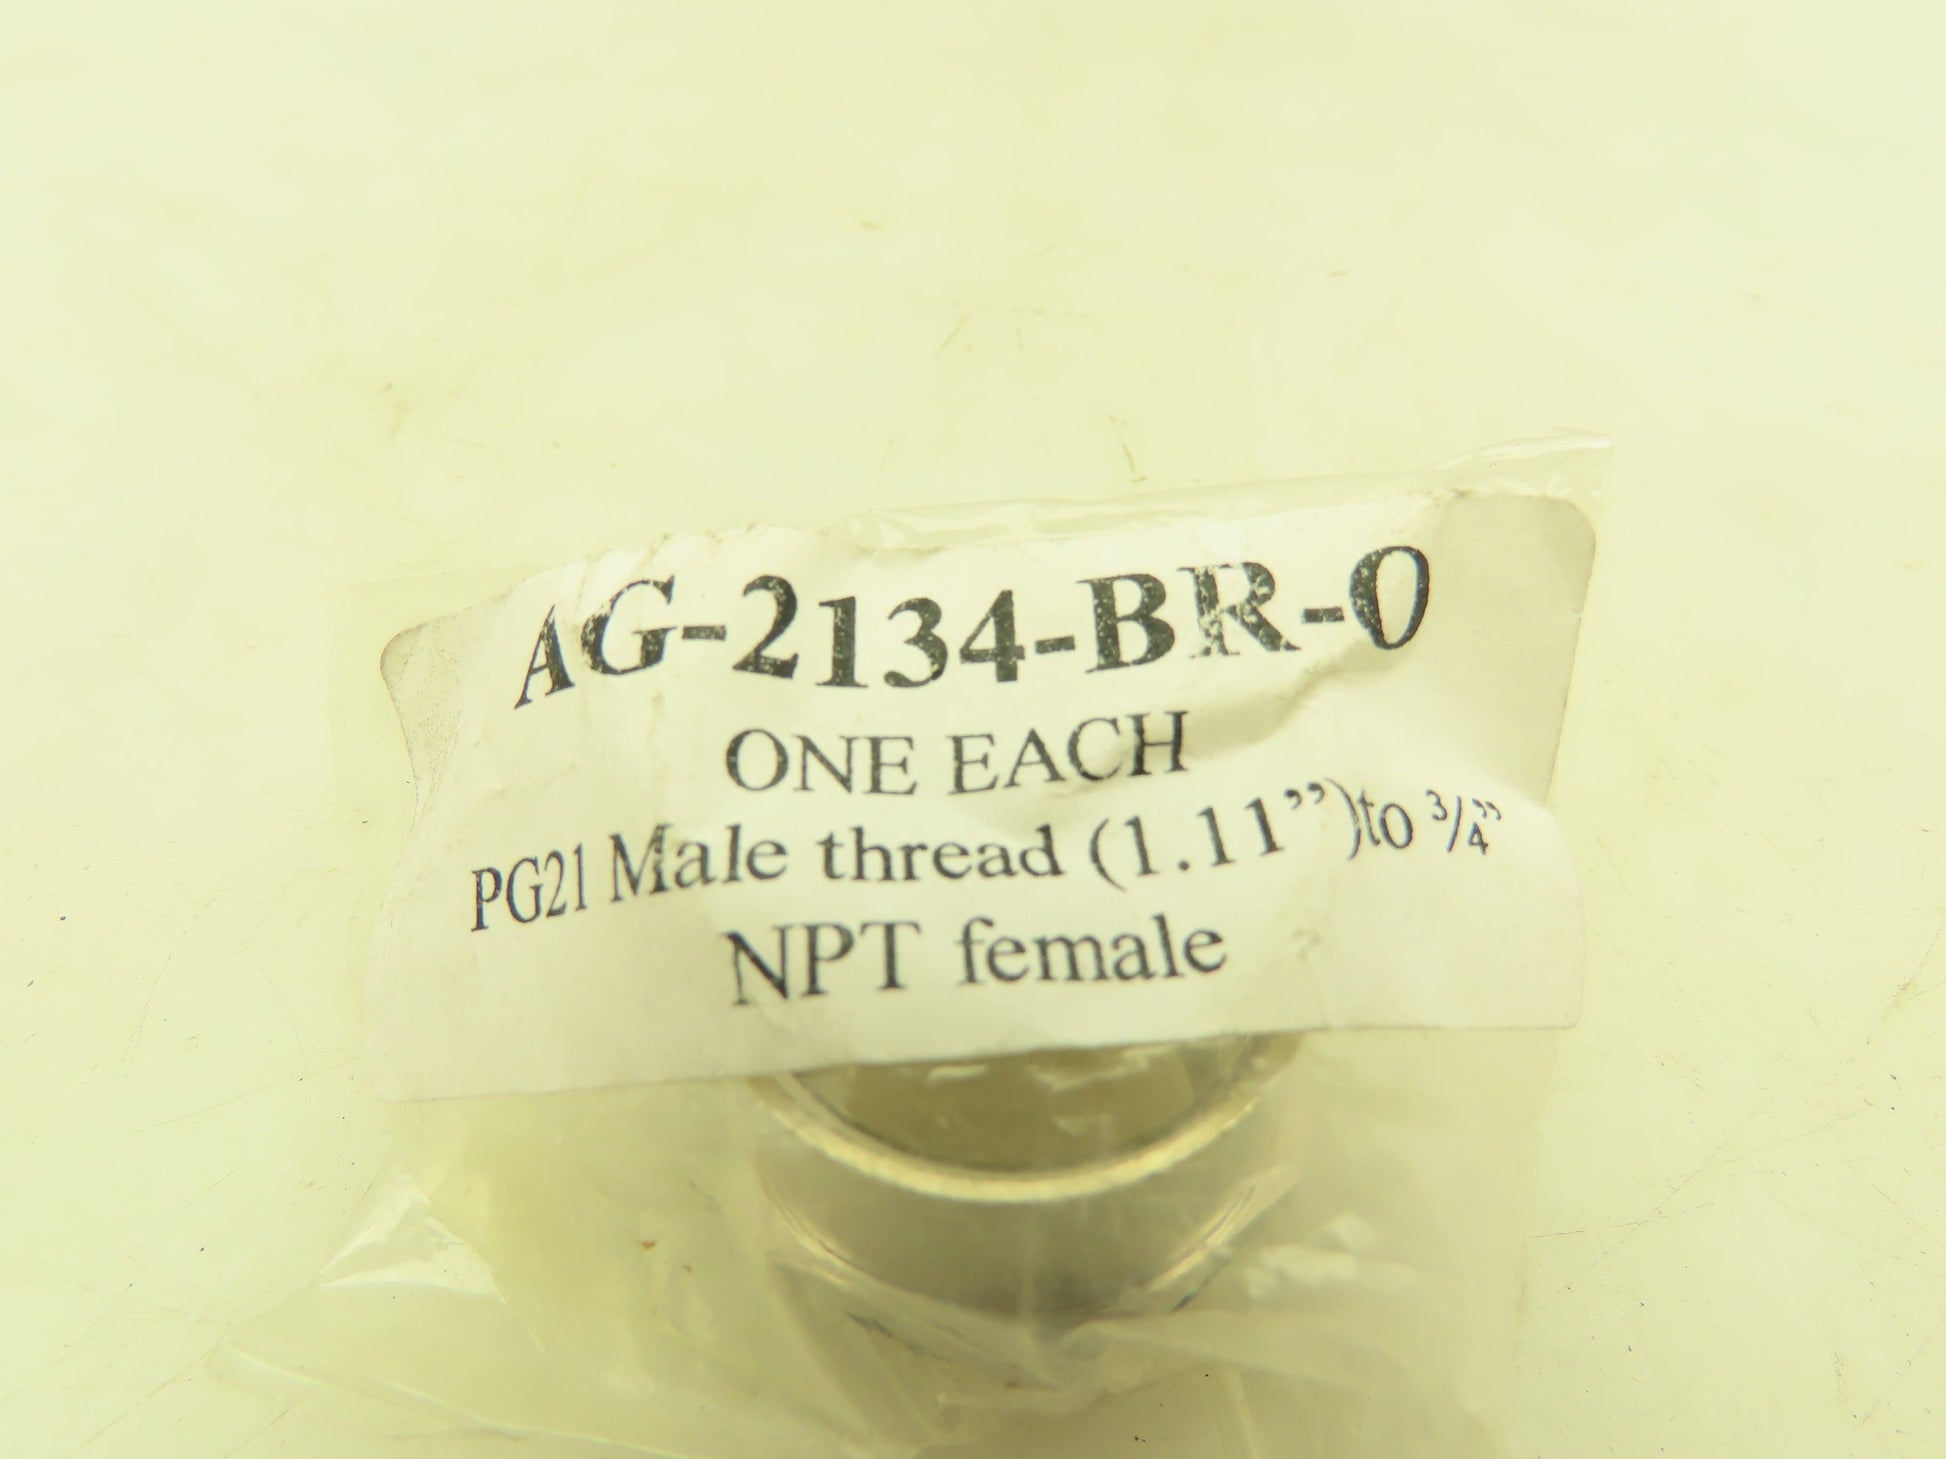 AG-2134-BR-0
ONE EACH
PG21 Male thread (1.11”)to 3/4”
NPT female